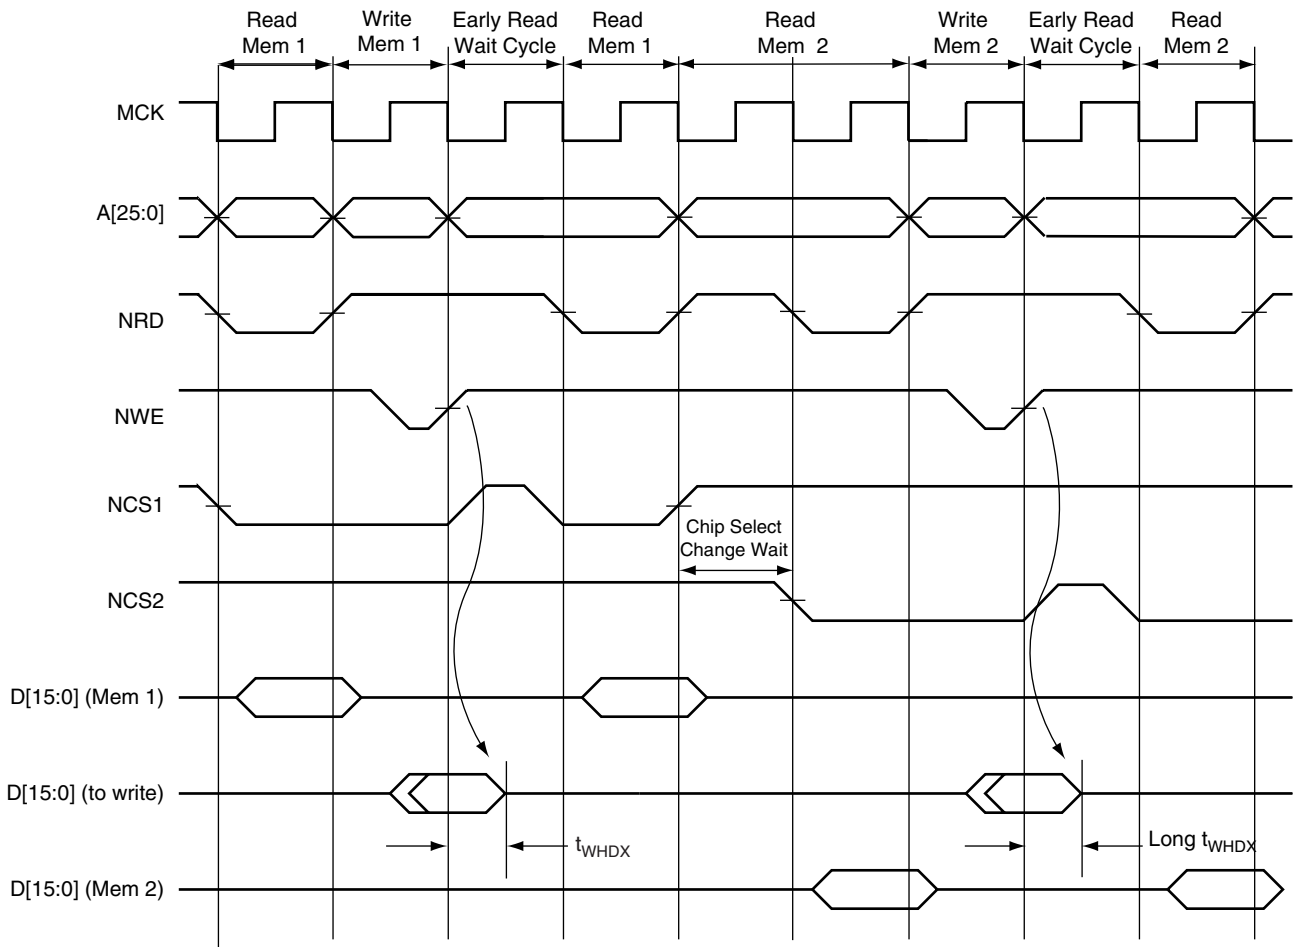 Read
Mem 1
Write
Mem 1
Early Read
Wait Cycle
Read
Mem 1
Read
Mem 2
Write
Mem 2
Early Read
Wait Cycle
Read
Mem 2
MCK
A[25:0]
NRD
NWE
NCS1
Chip Select
Change Wait
NCS2
D[15:0] (Mem 1)
D[15:0] (to write)
tWHDX
Long tWHDX
D[15:0] (Mem 2)